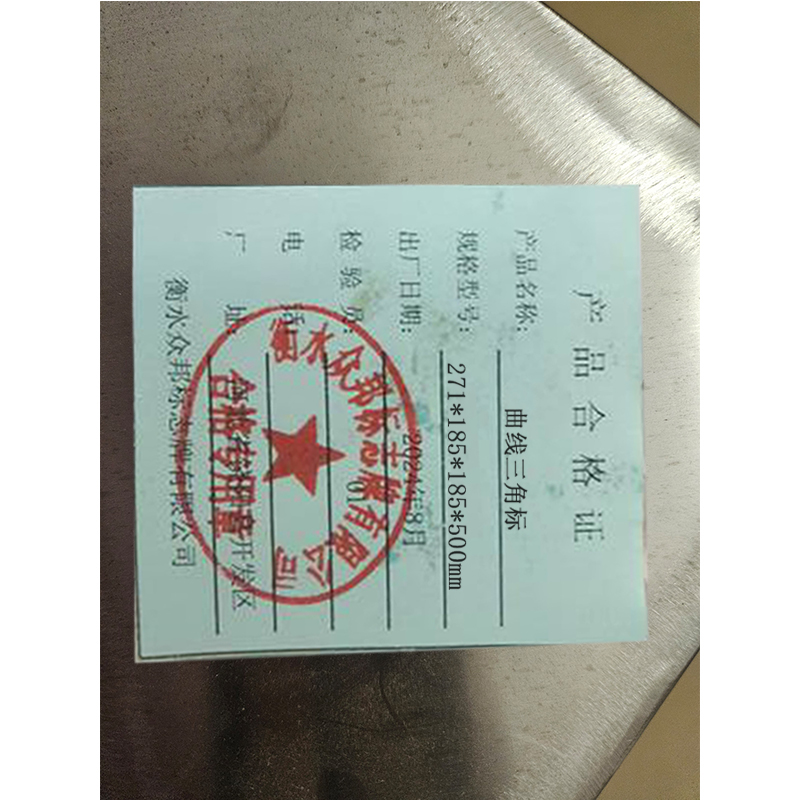 产品合格证
产品名称: 曲线三角标
规格型号: 271*185*185*500mm
出厂日期: 2024年8月
检验员: 01
电话:
厂址: 开发区
衡水众邦标志牌有限公司
衡水众邦标志牌有限公司
合格专用章